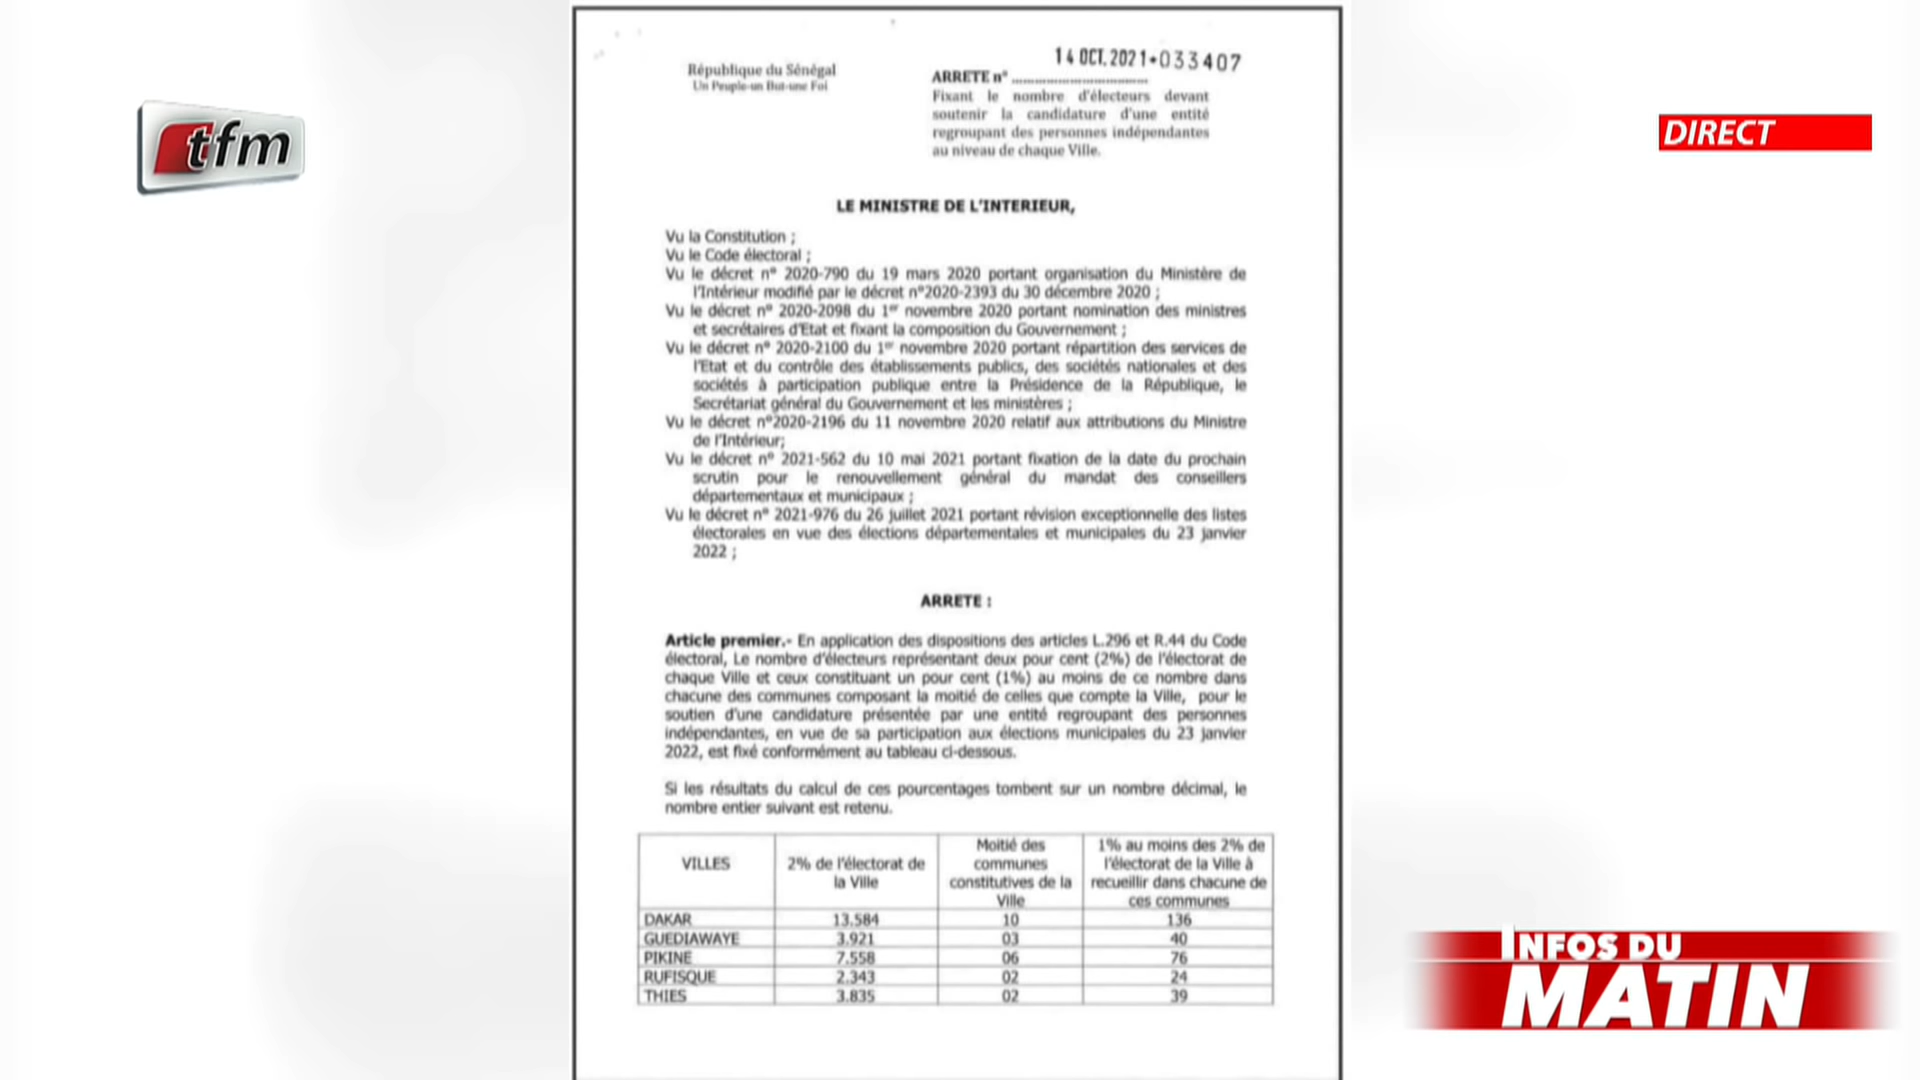 tfm
DIRECT
14 OCT. 2021*033407
République du Sénégal
Un Peuple-un But-une Foi
ARRETE n° ..............................
Fixant le nombre d'électeurs devant
soutenir la candidature d'une entité
regroupant des personnes indépendantes
au niveau de chaque Ville.
LE MINISTRE DE L'INTERIEUR,
Vu la Constitution ;
Vu le Code électoral ;
Vu le décret n° 2020-790 du 19 mars 2020 portant organisation du Ministère de
l'Intérieur modifié par le décret n°2020-2393 du 30 décembre 2020 ;
Vu le décret n° 2020-2098 du 1er novembre 2020 portant nomination des ministres
et secrétaires d'Etat et fixant la composition du Gouvernement ;
Vu le décret n° 2020-2100 du 1er novembre 2020 portant répartition des services de
l'Etat et du contrôle des établissements publics, des sociétés nationales et des
sociétés à participation publique entre la Présidence de la République, le
Secrétariat général du Gouvernement et les ministères ;
Vu le décret n°2020-2196 du 11 novembre 2020 relatif aux attributions du Ministre
de l'Intérieur;
Vu le décret n° 2021-562 du 10 mai 2021 portant fixation de la date du prochain
scrutin pour le renouvellement général du mandat des conseillers
départementaux et municipaux ;
Vu le décret n° 2021-976 du 26 juillet 2021 portant révision exceptionnelle des listes
électorales en vue des élections départementales et municipales du 23 janvier
2022 ;
ARRETE :
Article premier.- En application des dispositions des articles L.296 et R.44 du Code
électoral, Le nombre d'électeurs représentant deux pour cent (2%) de l'électorat de
chaque Ville et ceux constituant un pour cent (1%) au moins de ce nombre dans
chacune des communes composant la moitié de celles que compte la Ville, pour le
soutien d'une candidature présentée par une entité regroupant des personnes
indépendantes, en vue de sa participation aux élections municipales du 23 janvier
2022, est fixé conformément au tableau ci-dessous.
Si les résultats du calcul de ces pourcentages tombent sur un nombre décimal, le
nombre entier suivant est retenu.
VILLES
2% de l'électorat de
la Ville
Moitié des
communes
constitutives de la
Ville
1% au moins des 2% de
l'électorat de la Ville à
recueillir dans chacune de
ces communes
DAKAR 13.584 10 136
GUEDIAWAYE 3.921 03 40
PIKINE 7.558 06 76
RUFISQUE 2.343 02 24
THIES 3.835 02 39
INFOS DU
MATIN